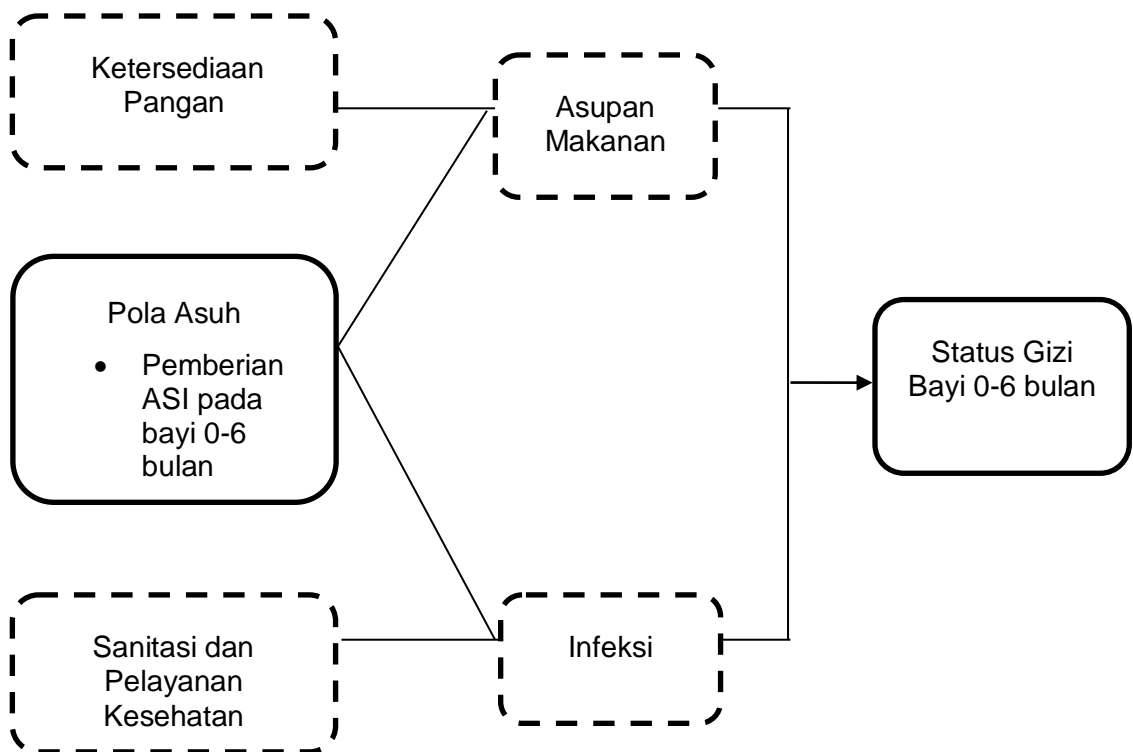 Ketersediaan
Pangan
Asupan
Makanan
Pola Asuh
• Pemberian
ASI pada
bayi 0-6
bulan
Status Gizi
Bayi 0-6 bulan
Sanitasi dan
Pelayanan
Kesehatan
Infeksi